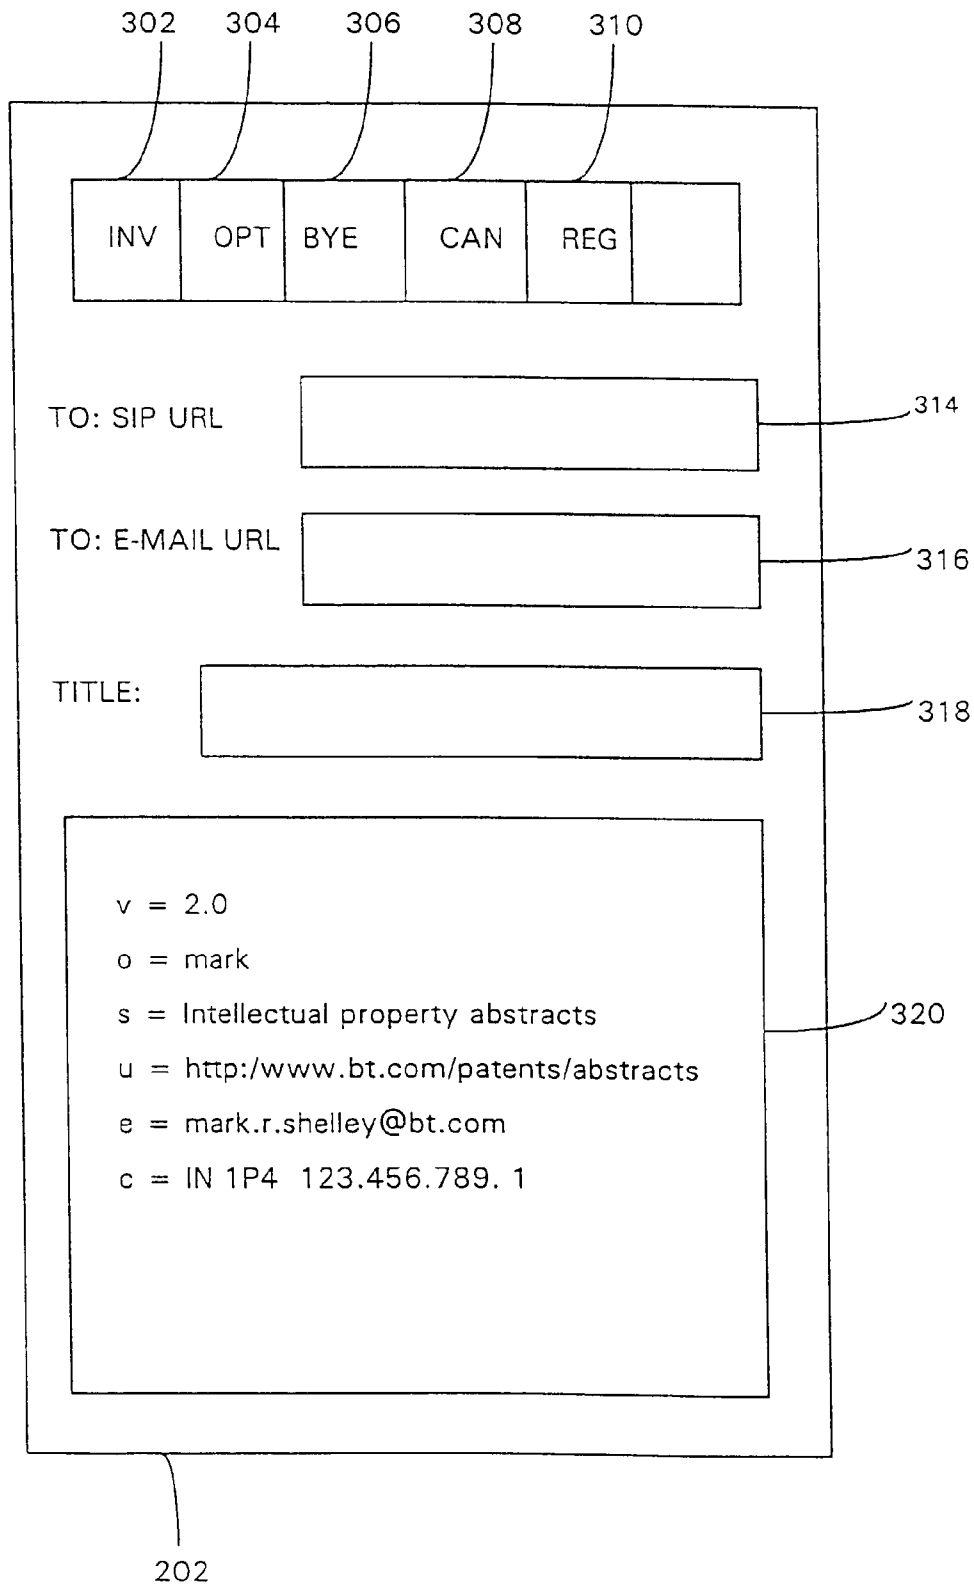 302 304 306 308 310
INV OPT BYE CAN REG
TO: SIP URL 314
TO: E-MAIL URL 316
TITLE: 318
v = 2.0
o = mark
s = Intellectual property abstracts
320
u = http:/www.bt.com/patents/abstracts
e = mark.r.shelley@bt.com
c = IN 1P4 123.456.789. 1
202